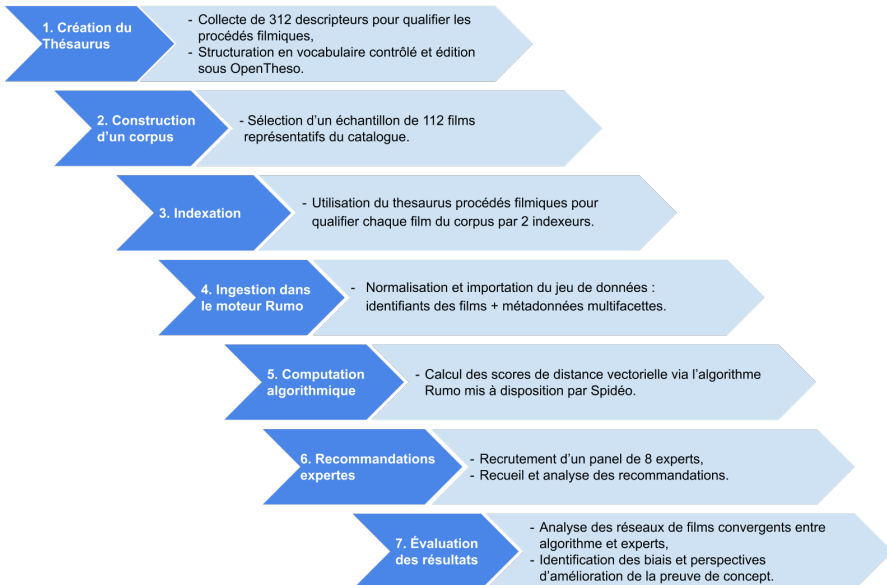 1. Création du
Thésaurus
- Collecte de 312 descripteurs pour qualifier les
procédés filmiques,
- Structuration en vocabulaire contrôlé et édition
sous OpenTheso.
2. Construction
d'un corpus
- Sélection d'un échantillon de 112 films
représentatifs du catalogue.
3. Indexation
- Utilisation du thesaurus procédés filmiques pour
qualifier chaque film du corpus par 2 indexeurs.
4. Ingestion dans
le moteur Rumo
- Normalisation et importation du jeu de données :
identifiants des films + métadonnées multifacettes.
5. Computation
algorithmique
- Calcul des scores de distance vectorielle via l'algorithme
Rumo mis à disposition par Spidéo.
6. Recommandations
expertes
- Recrutement d'un panel de 8 experts,
- Recueil et analyse des recommandations.
7. Évaluation
des résultats
- Analyse des réseaux de films convergents entre
algorithme et experts,
- Identification des biais et perspectives
d'amélioration de la preuve de concept.